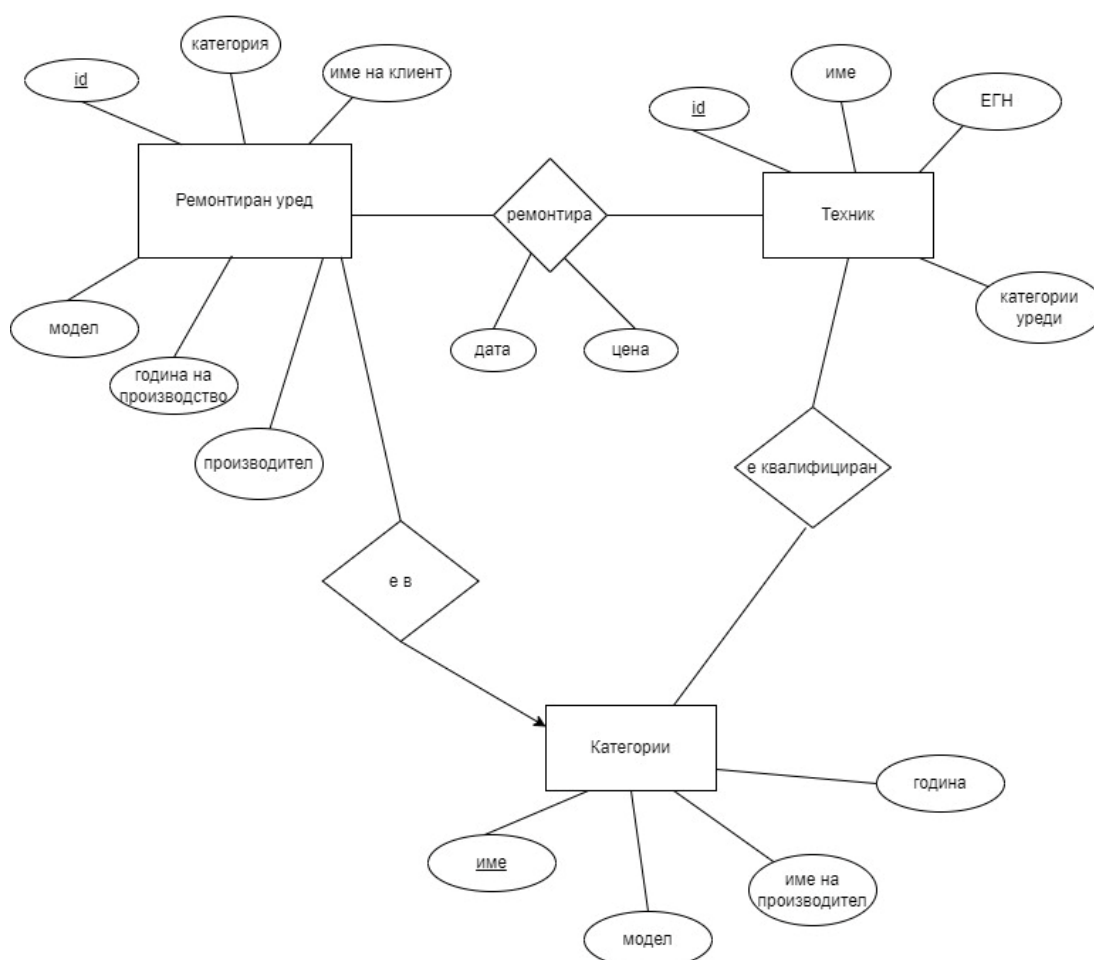 категория
id
име на клиент
Ремонтиран уред
модел
година на
производство
производител
ремонтира
дата
цена
id
име
ЕГН
Техник
категории
уреди
е квалифициран
е в
Категории
година
име
модел
име на
производител